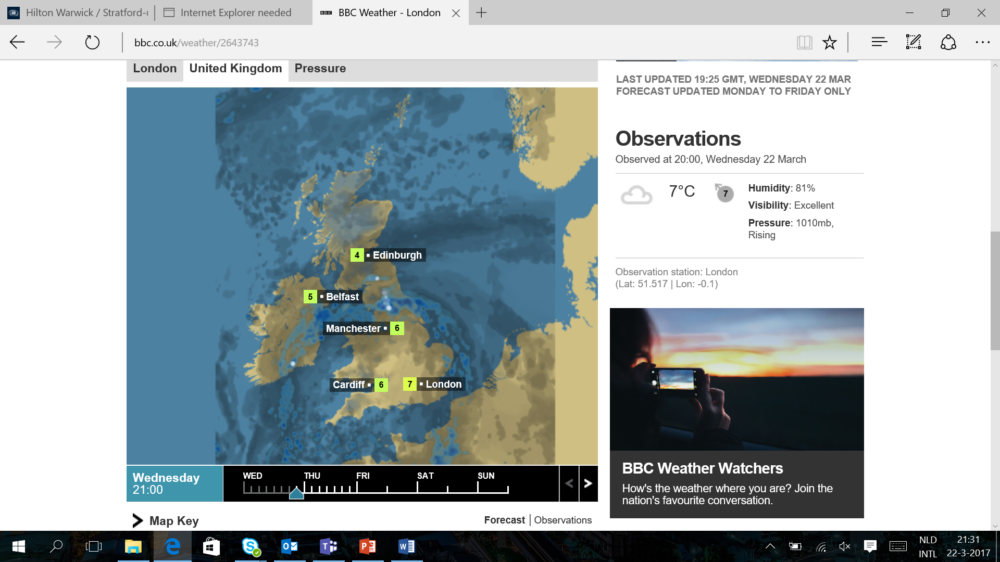 Hilton Warwick / Stratford-u
Internet Explorer needed
BBC
BBC Weather - London
bbc.co.uk/weather/2643743
London
United Kingdom
Pressure
4 Edinburgh
5 Belfast
Manchester 6
Cardiff 6
7 London
Wednesday
21:00
WED THU FRI SAT SUN
Map Key
Forecast | Observations
LAST UPDATED 19:25 GMT, WEDNESDAY 22 MAR
FORECAST UPDATED MONDAY TO FRIDAY ONLY
Observations
Observed at 20:00, Wednesday 22 March
7°C
7
Humidity: 81%
Visibility: Excellent
Pressure: 1010mb,
Rising
Observation station: London
(Lat: 51.517 | Lon: -0.1)
BBC Weather Watchers
How's the weather where you are? Join the
nation's favourite conversation.
NLD
INTL
21:31
22-3-2017